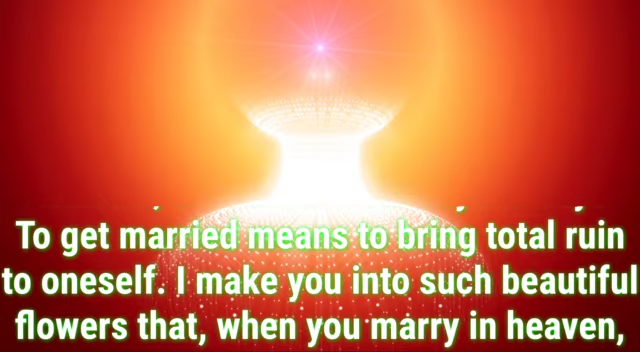 To get married means to bring total ruin
to oneself. I make you into such beautiful
flowers that, when you marry in heaven,